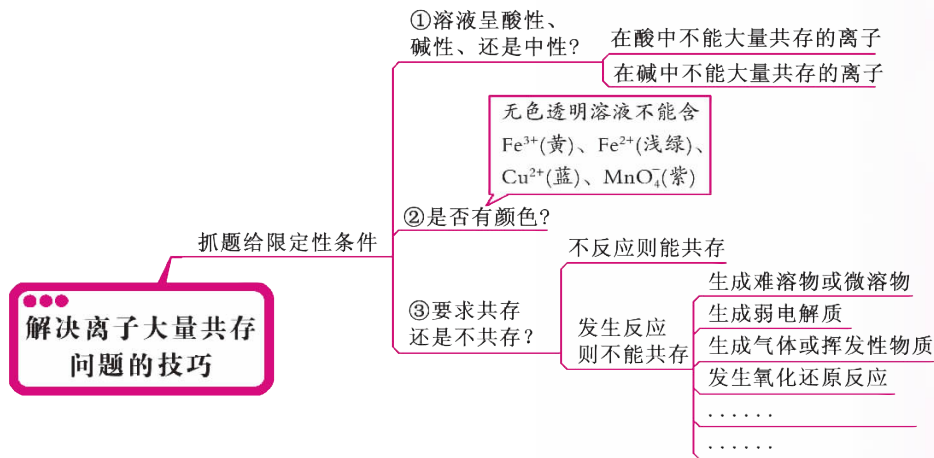 ①溶液呈酸性、
碱性、还是中性?
在酸中不能大量共存的离子
在碱中不能大量共存的离子
无色透明溶液不能含
Fe³⁺(黄)、Fe²⁺(浅绿)、
Cu²⁺(蓝)、MnO₄⁻(紫)
②是否有颜色?
抓题给限定性条件
解决离子大量共存
问题的技巧
③要求共存
还是不共存?
不反应则能共存
发生反应
则不能共存
生成难溶物或微溶物
生成弱电解质
生成气体或挥发性物质
发生氧化还原反应
······
······